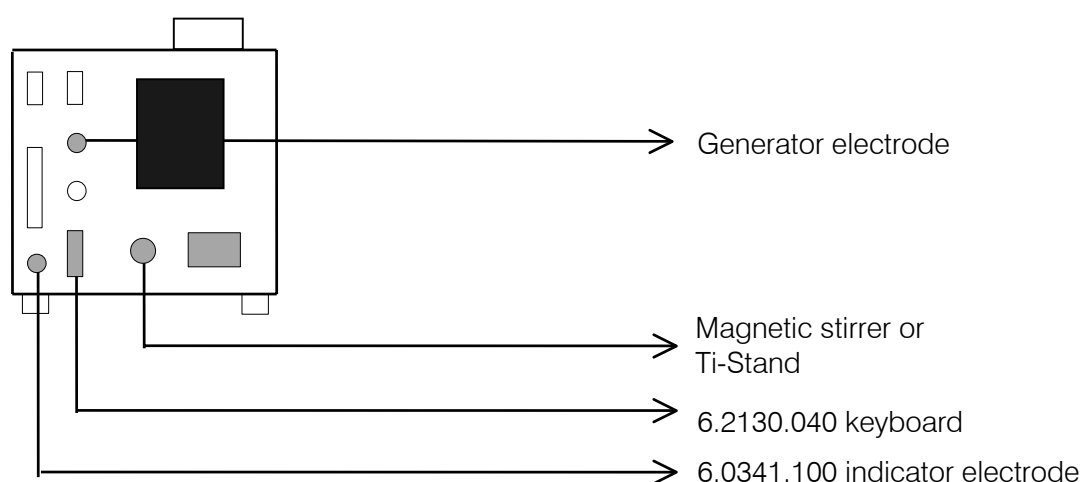 Generator electrode
Magnetic stirrer or
Ti-Stand
6.2130.040 keyboard
6.0341.100 indicator electrode